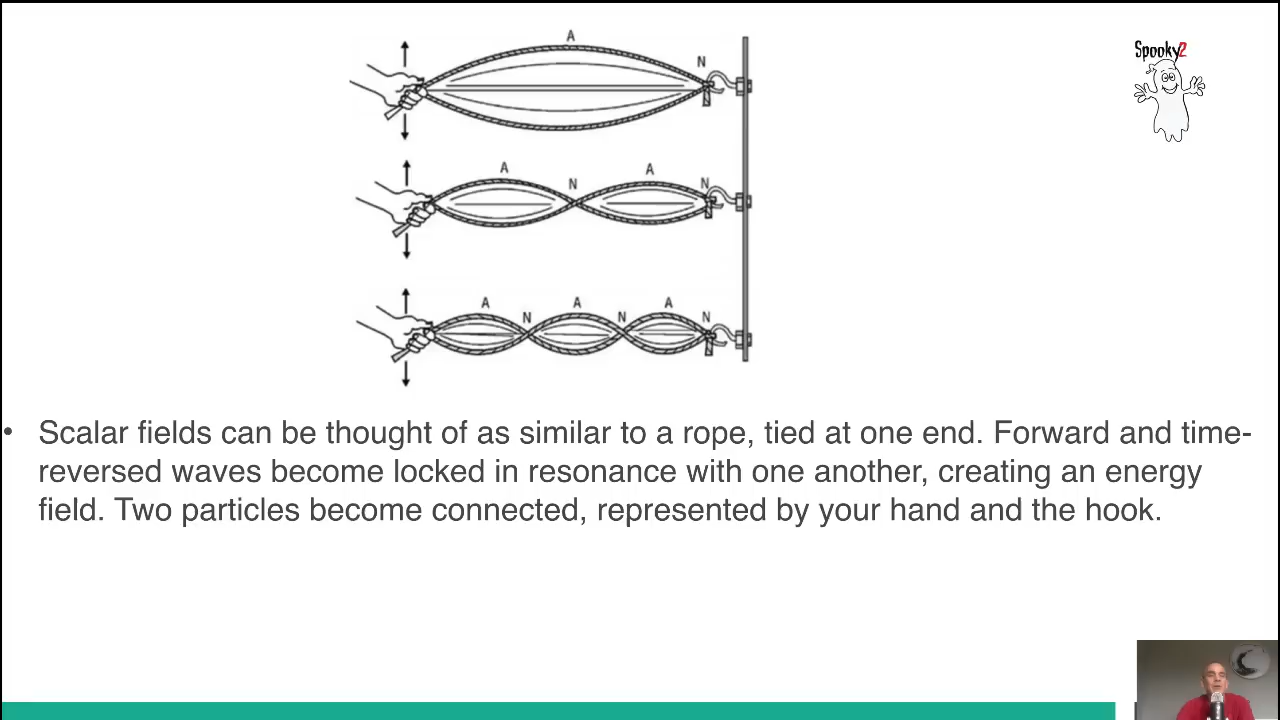 A
N
Spooky2
A
N
A
N
A
N
A
N
A
N
• Scalar fields can be thought of as similar to a rope, tied at one end. Forward and time-
reversed waves become locked in resonance with one another, creating an energy
field. Two particles become connected, represented by your hand and the hook.